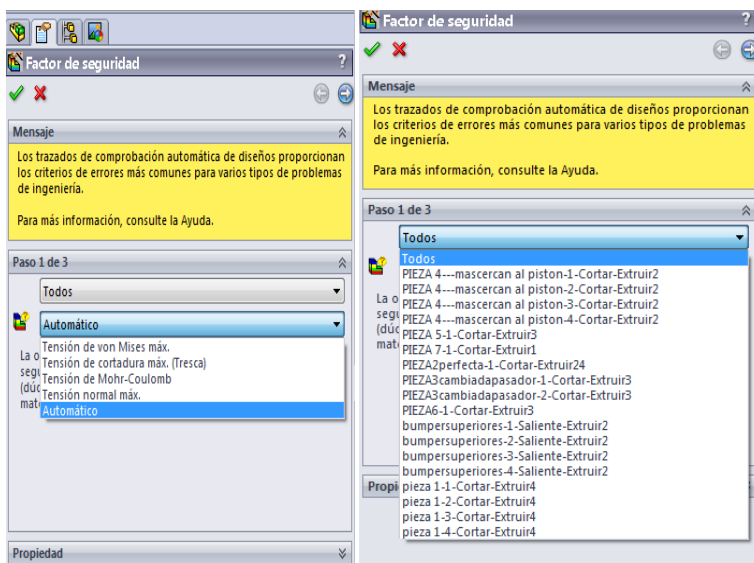 Factor de seguridad
?
Mensaje
Los trazados de comprobación automática de diseños proporcionan
los criterios de errores más comunes para varios tipos de problemas
de ingeniería.
Para más información, consulte la Ayuda.
Paso 1 de 3
Todos
Automático
La o
segu
(dúc
mate
Tensión de von Mises máx.
Tensión de cortadura máx. (Tresca)
Tensión de Mohr-Coulomb
Tensión normal máx.
Automático
Propiedad
Factor de seguridad
?
Mensaje
Los trazados de comprobación automática de diseños proporcionan
los criterios de errores más comunes para varios tipos de problemas
de ingeniería.
Para más información, consulte la Ayuda.
Paso 1 de 3
Todos
Todos
PIEZA 4---mascercan al piston-1-Cortar-Extruir2
PIEZA 4---mascercan al piston-2-Cortar-Extruir2
PIEZA 4---mascercan al piston-3-Cortar-Extruir2
PIEZA 4---mascercan al piston-4-Cortar-Extruir2
PIEZA 5-1-Cortar-Extruir3
PIEZA 7-1-Cortar-Extruir1
PIEZA2perfecta-1-Cortar-Extruir24
PIEZA3cambiadapasador-1-Cortar-Extruir3
PIEZA3cambiadapasador-2-Cortar-Extruir3
PIEZA6-1-Cortar-Extruir3
bumpersuperiores-1-Saliente-Extruir2
bumpersuperiores-2-Saliente-Extruir2
bumpersuperiores-3-Saliente-Extruir2
bumpersuperiores-4-Saliente-Extruir2
pieza 1-1-Cortar-Extruir4
pieza 1-2-Cortar-Extruir4
pieza 1-3-Cortar-Extruir4
pieza 1-4-Cortar-Extruir4
La o
segu
(dúc
mate
Propi